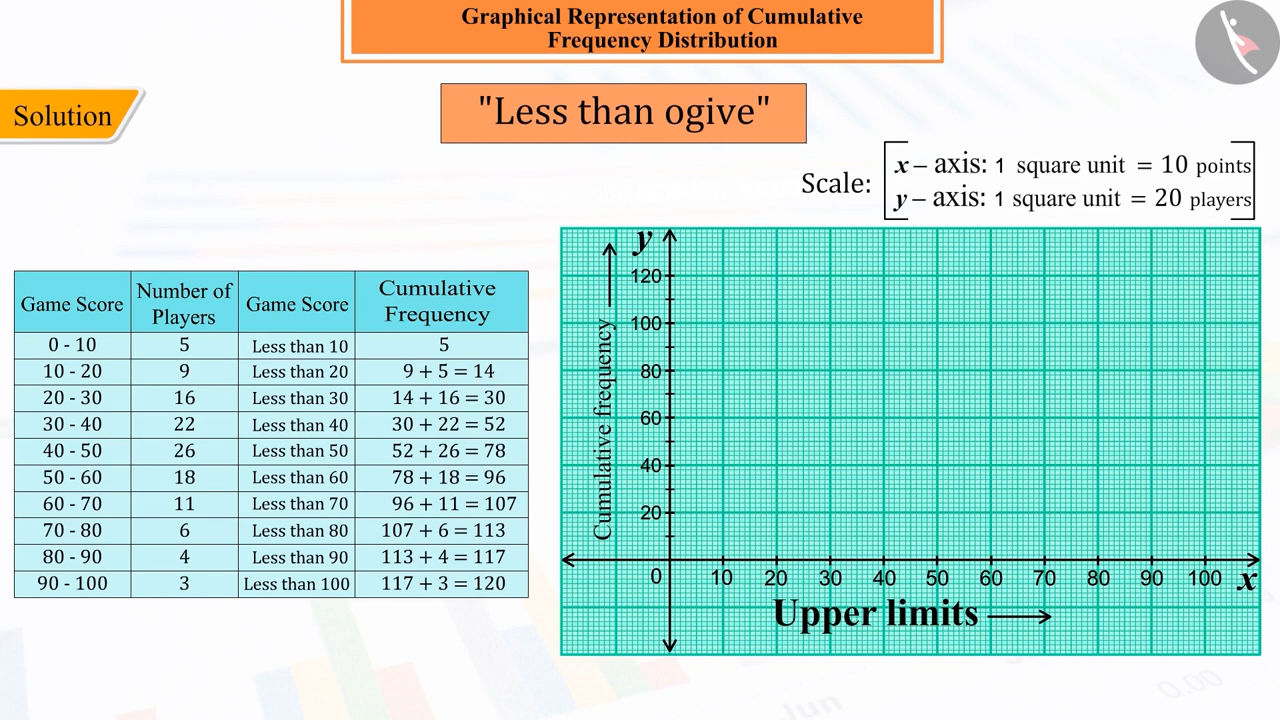 Graphical Representation of Cumulative
Frequency Distribution
Solution
"Less than ogive"
Scale:
x – axis: 1 square unit = 10 points
y – axis: 1 square unit = 20 players
Game Score Number of Players Game Score Cumulative Frequency
0 - 10 5 Less than 10 5
10 - 20 9 Less than 20 9 + 5 = 14
20 - 30 16 Less than 30 14 + 16 = 30
30 - 40 22 Less than 40 30 + 22 = 52
40 - 50 26 Less than 50 52 + 26 = 78
50 - 60 18 Less than 60 78 + 18 = 96
60 - 70 11 Less than 70 96 + 11 = 107
70 - 80 6 Less than 80 107 + 6 = 113
80 - 90 4 Less than 90 113 + 4 = 117
90 - 100 3 Less than 100 117 + 3 = 120
y
Cumulative frequency
120
100
80
60
40
20
0 10 20 30 40 50 60 70 80 90 100 x
Upper limits
Jun
0.00